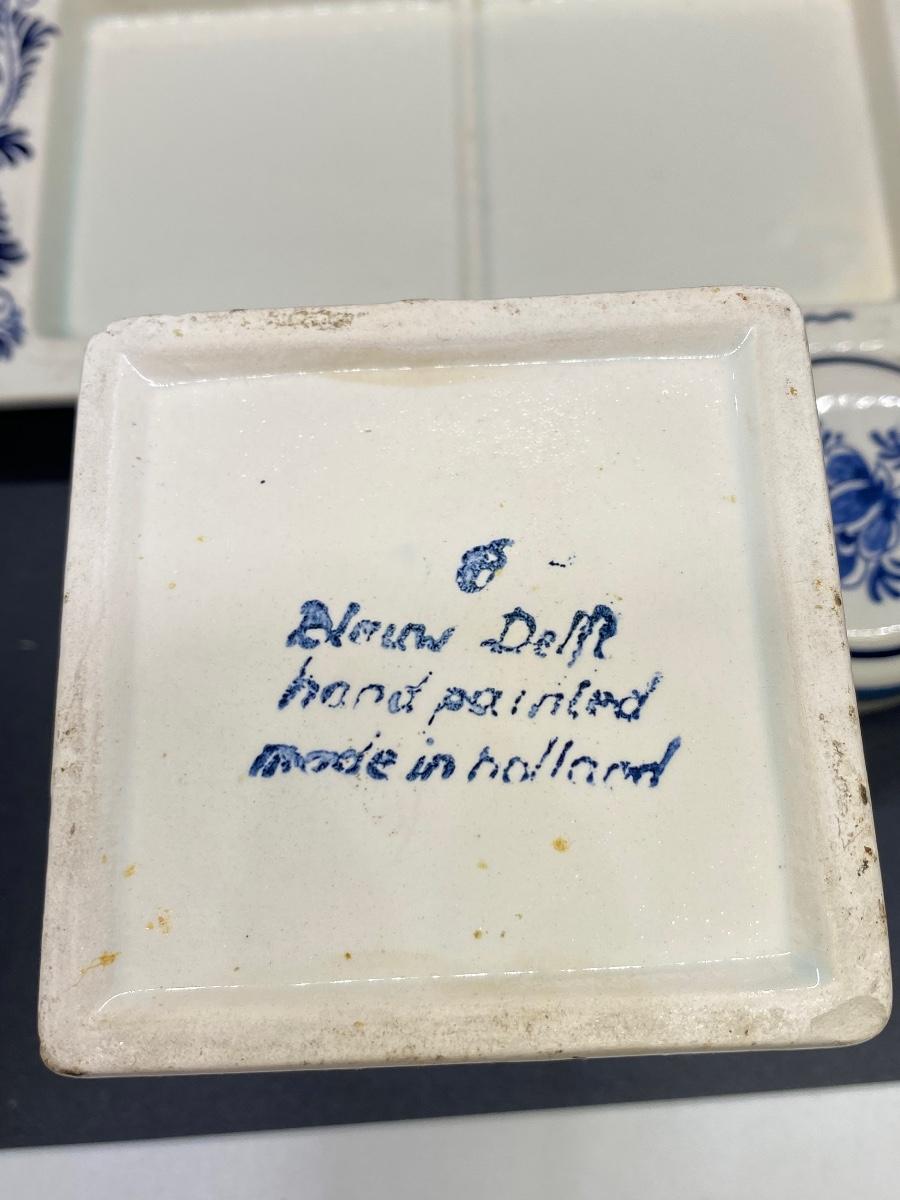 Blauw Delft
hand painted
made in holland